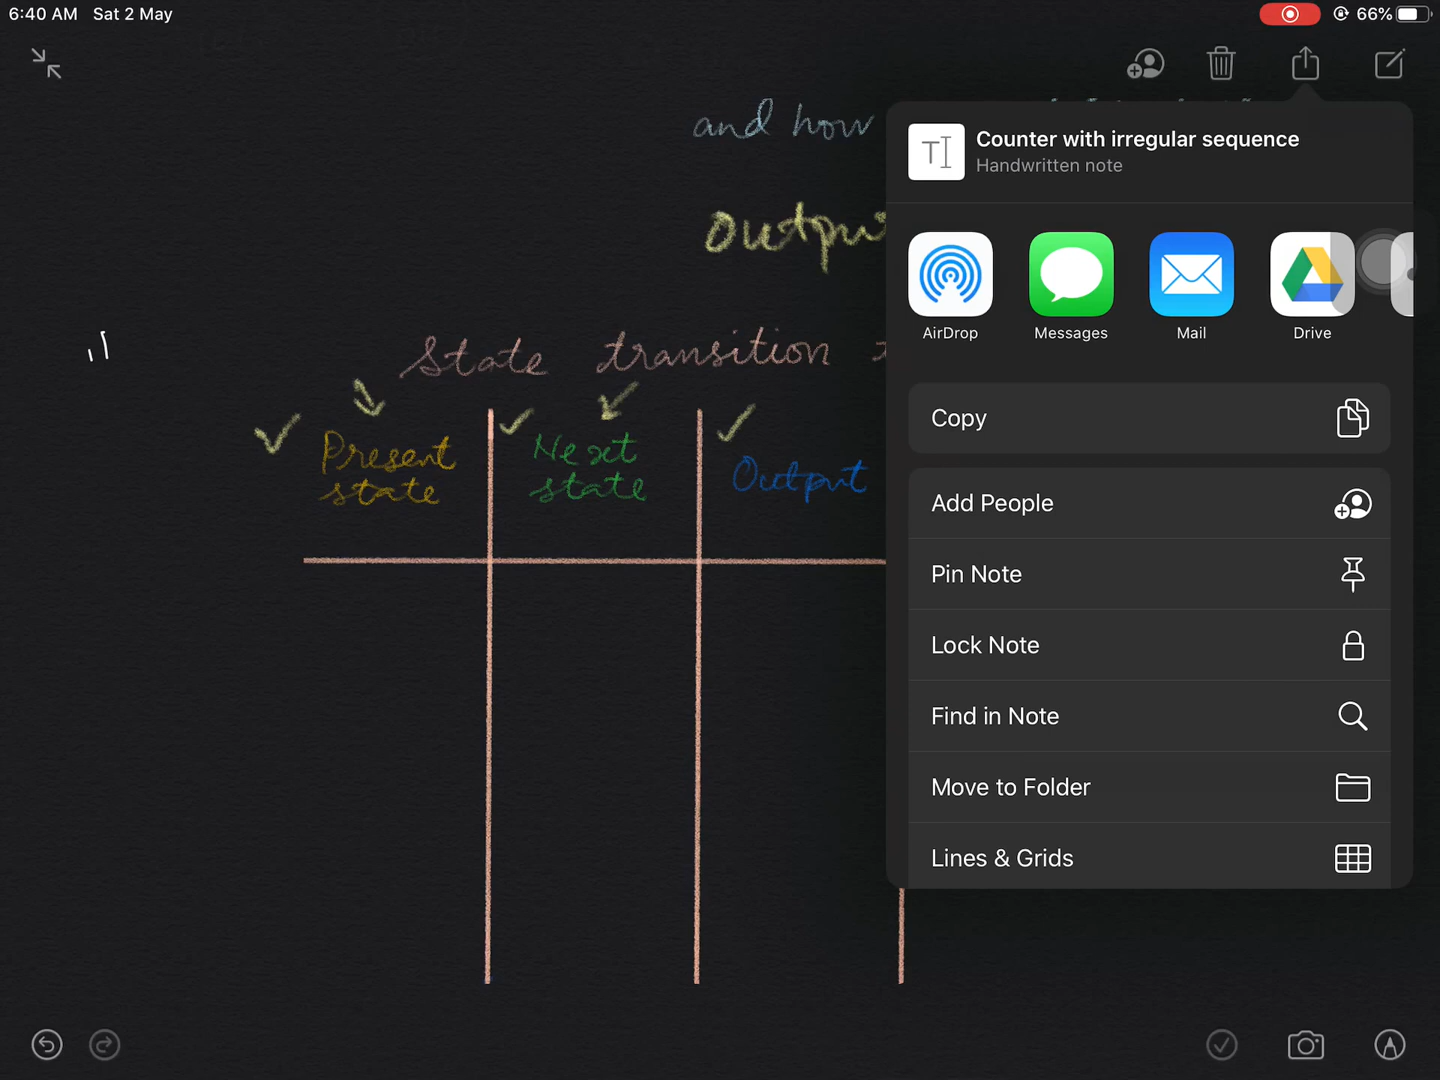 6:40 AM Sat 2 May
66%
and how
Counter with irregular sequence
Handwritten note
Outpu
AirDrop
Messages
Mail
Drive
State transition
Copy
Present
state
Next
state
Output
Add People
Pin Note
Lock Note
Find in Note
Move to Folder
Lines & Grids